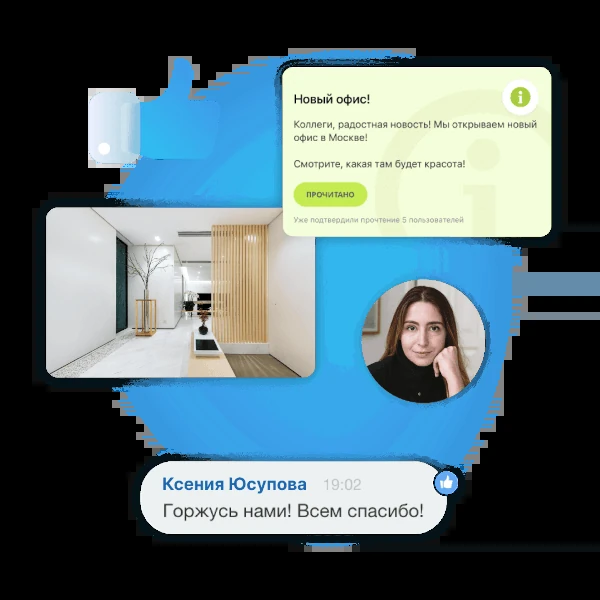 Новый офис!
Коллеги, радостная новость! Мы открываем новый
офис в Москве!
Смотрите, какая там будет красота!
ПРОЧИТАНО
Уже подтвердили прочтение 5 пользователей
Ксения Юсупова 19:02
Горжусь нами! Всем спасибо!